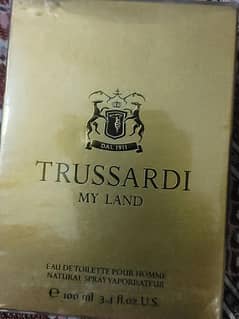 DAL 1911
TRUSSARDI
MY LAND
EAU DE TOILETTE POUR HOMME
NATURAL SPRAY VAPORISATEUR
℮ 100 ml 3.4 fl.oz U.S.